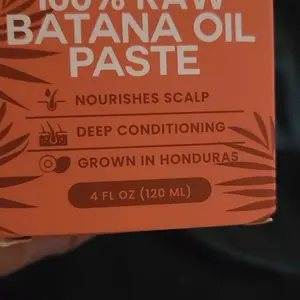 100% RAW
BATANA OIL
PASTE
NOURISHES SCALP
DEEP CONDITIONING
GROWN IN HONDURAS
4 FL OZ (120 ML)